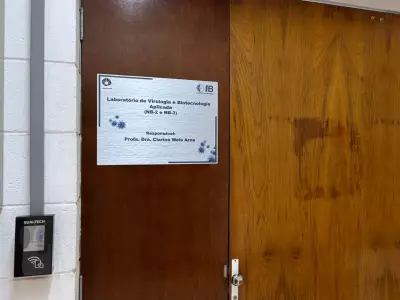 IB
Laboratório de Virologia e Biotecnologia
Aplicada
(NB-2 e NB-3)
Responsável:
Profa. Dra. Clarice Weis Arns